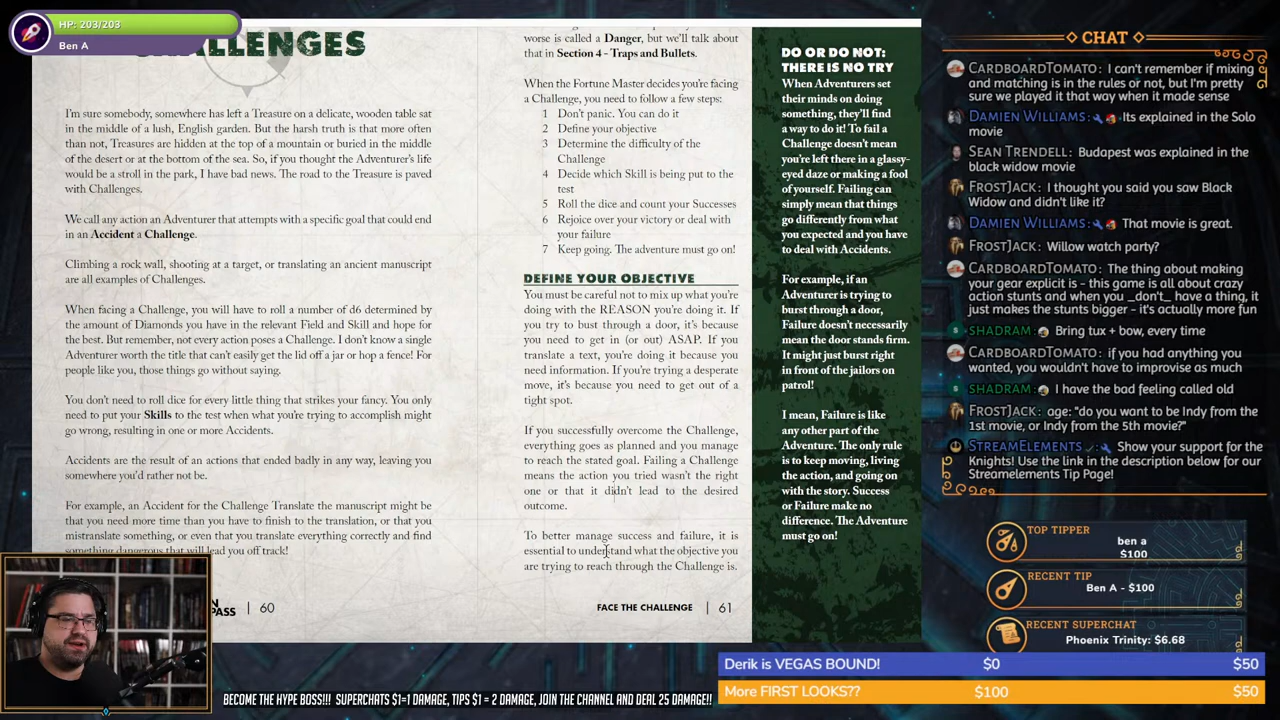 HP: 203/203
Ben A
CHALLENGES
I'm sure somebody, somewhere has left a Treasure on a delicate, wooden table sat
in the middle of a lush, English garden. But the harsh truth is that more often
than not, Treasures are hidden at the top of a mountain or buried in the middle
of the desert or at the bottom of the sea. So, if you thought the Adventurer's life
would be a stroll in the park, I have bad news. The road to the Treasure is paved
with Challenges.
We call any action an Adventurer that attempts with a specific goal that could end
in an Accident a Challenge.
Climbing a rock wall, shooting at a target, or translating an ancient manuscript
are all examples of Challenges.
When facing a Challenge, you will have to roll a number of d6 determined by
the amount of Diamonds you have in the relevant Field and Skill and hope for
the best. But remember, not every action poses a Challenge. I don't know a single
Adventurer worth the title that can't easily get the lid off a jar or hop a fence! For
people like you, those things go without saying.
You don't need to roll dice for every little thing that strikes your fancy. You only
need to put your Skills to the test when what you're trying to accomplish might
go wrong, resulting in one or more Accidents.
Accidents are the result of an actions that ended badly in any way, leaving you
somewhere you'd rather not be.
For example, an Accident for the Challenge Translate the manuscript might be
that you need more time than you have to finish to the translation, or that you
mistranslate something, or even that you translate everything correctly and find
something dangerous that will lead you off track!
60
worse is called a Danger, but we'll talk about
that in Section 4 - Traps and Bullets.
When the Fortune Master decides you're facing
a Challenge, you need to follow a few steps:
1 Don't panic. You can do it
2 Define your objective
3 Determine the difficulty of the
Challenge
4 Decide which Skill is being put to the
test
5 Roll the dice and count your Successes
6 Rejoice over your victory or deal with
your failure
7 Keep going. The adventure must go on!
DEFINE YOUR OBJECTIVE
You must be careful not to mix up what you're
doing with the REASON you're doing it. If
you try to bust through a door, it's because
you need to get in (or out) ASAP. If you
translate a text, you're doing it because you
need information. If you're trying a desperate
move, it's because you need to get out of a
tight spot.
If you successfully overcome the Challenge,
everything goes as planned and you manage
to reach the stated goal. Failing a Challenge
means the action you tried wasn't the right
one or that it didn't lead to the desired
outcome.
To better manage success and failure, it is
essential to understand what the objective you
are trying to reach through the Challenge is.
FACE THE CHALLENGE | 61
DO OR DO NOT:
THERE IS NO TRY
When Adventurers set
their minds on doing
something, they'll find
a way to do it! To fail a
Challenge doesn't mean
you're left there in a glassy-
eyed daze or making a fool
of yourself. Failing can
simply mean that things
go differently from what
you expected and you have
to deal with Accidents.
For example, if an
Adventurer is trying to
burst through a door,
Failure doesn't necessarily
mean the door stands firm.
It might just burst right
in front of the jailors on
patrol!
I mean, Failure is like
any other part of the
Adventure. The only rule
is to keep moving, living
the action, and going on
with the story. Success
or Failure make no
difference. The Adventure
must go on!
CHAT
CARDBOARDTOMATO: I can't remember if mixing
and matching is in the rules or not, but I'm pretty
sure we played it that way when it made sense
DAMIEN WILLIAMS: Its explained in the Solo
movie
SEAN TRENDELL: Budapest was explained in the
black widow movie
FROSTJACK: I thought you said you saw Black
Widow and didn't like it?
DAMIEN WILLIAMS: That movie is great.
FROSTJACK: Willow watch party?
CARDBOARDTOMATO: The thing about making
your gear explicit is - this game is all about crazy
action stunts and when you _don't_ have a thing, it
just makes the stunts bigger - it's actually more fun
SHADRAM: Bring tux + bow, every time
CARDBOARDTOMATO: if you had anything you
wanted, you wouldn't have to improvise as much
SHADRAM: I have the bad feeling called old
FROSTJACK: age: "do you want to be Indy from the
1st movie, or Indy from the 5th movie?"
STREAMELEMENTS: Show your support for the
Knights! Use the link in the description below for our
Streamelements Tip Page!
TOP TIPPER
ben a
$100
RECENT TIP
Ben A - $100
RECENT SUPERCHAT
Phoenix Trinity: $6.68
Derik is VEGAS BOUND! $0 $50
More FIRST LOOKS?? $100 $50
BECOME THE HYPE BOSS!!! SUPERCHATS $1=1 DAMAGE, TIPS $1 = 2 DAMAGE, JOIN THE CHANNEL AND DEAL 25 DAMAGE!!